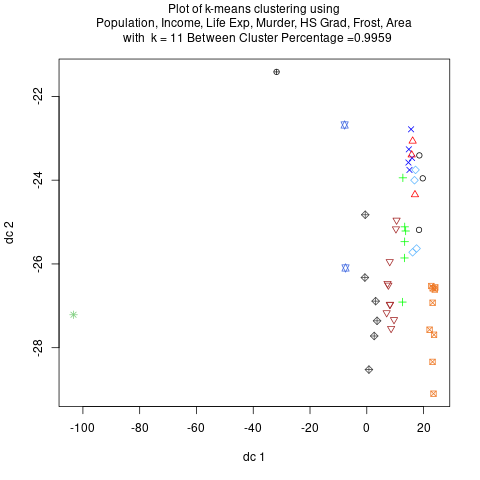 Plot of k-means clustering using
Population, Income, Life Exp, Murder, HS Grad, Frost, Area
with k = 11 Between Cluster Percentage =0.9959
-22
-24
-26
-28
dc 2
-100 -80 -60 -40 -20 0 20
dc 1